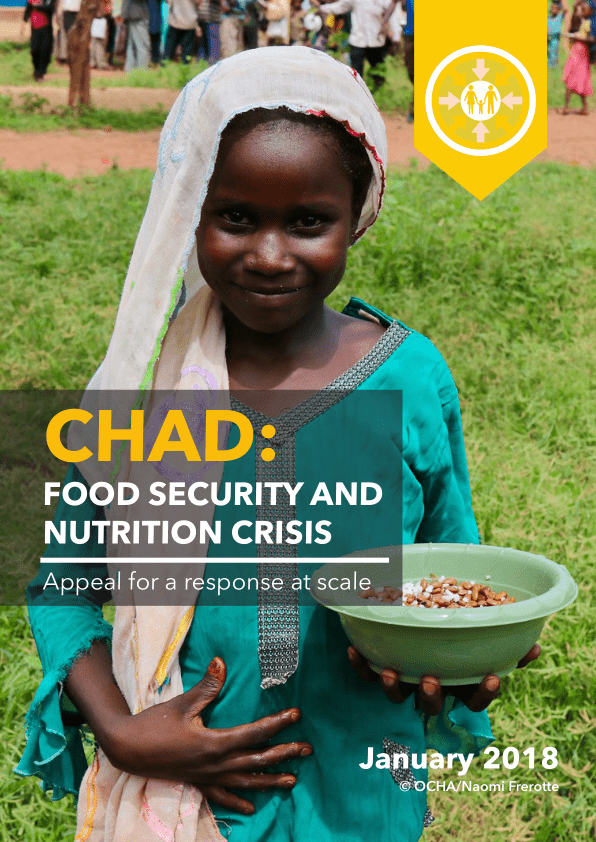 CHAD:
FOOD SECURITY AND
NUTRITION CRISIS
Appeal for a response at scale
January 2018
© OCHA/Naomi Frerotte